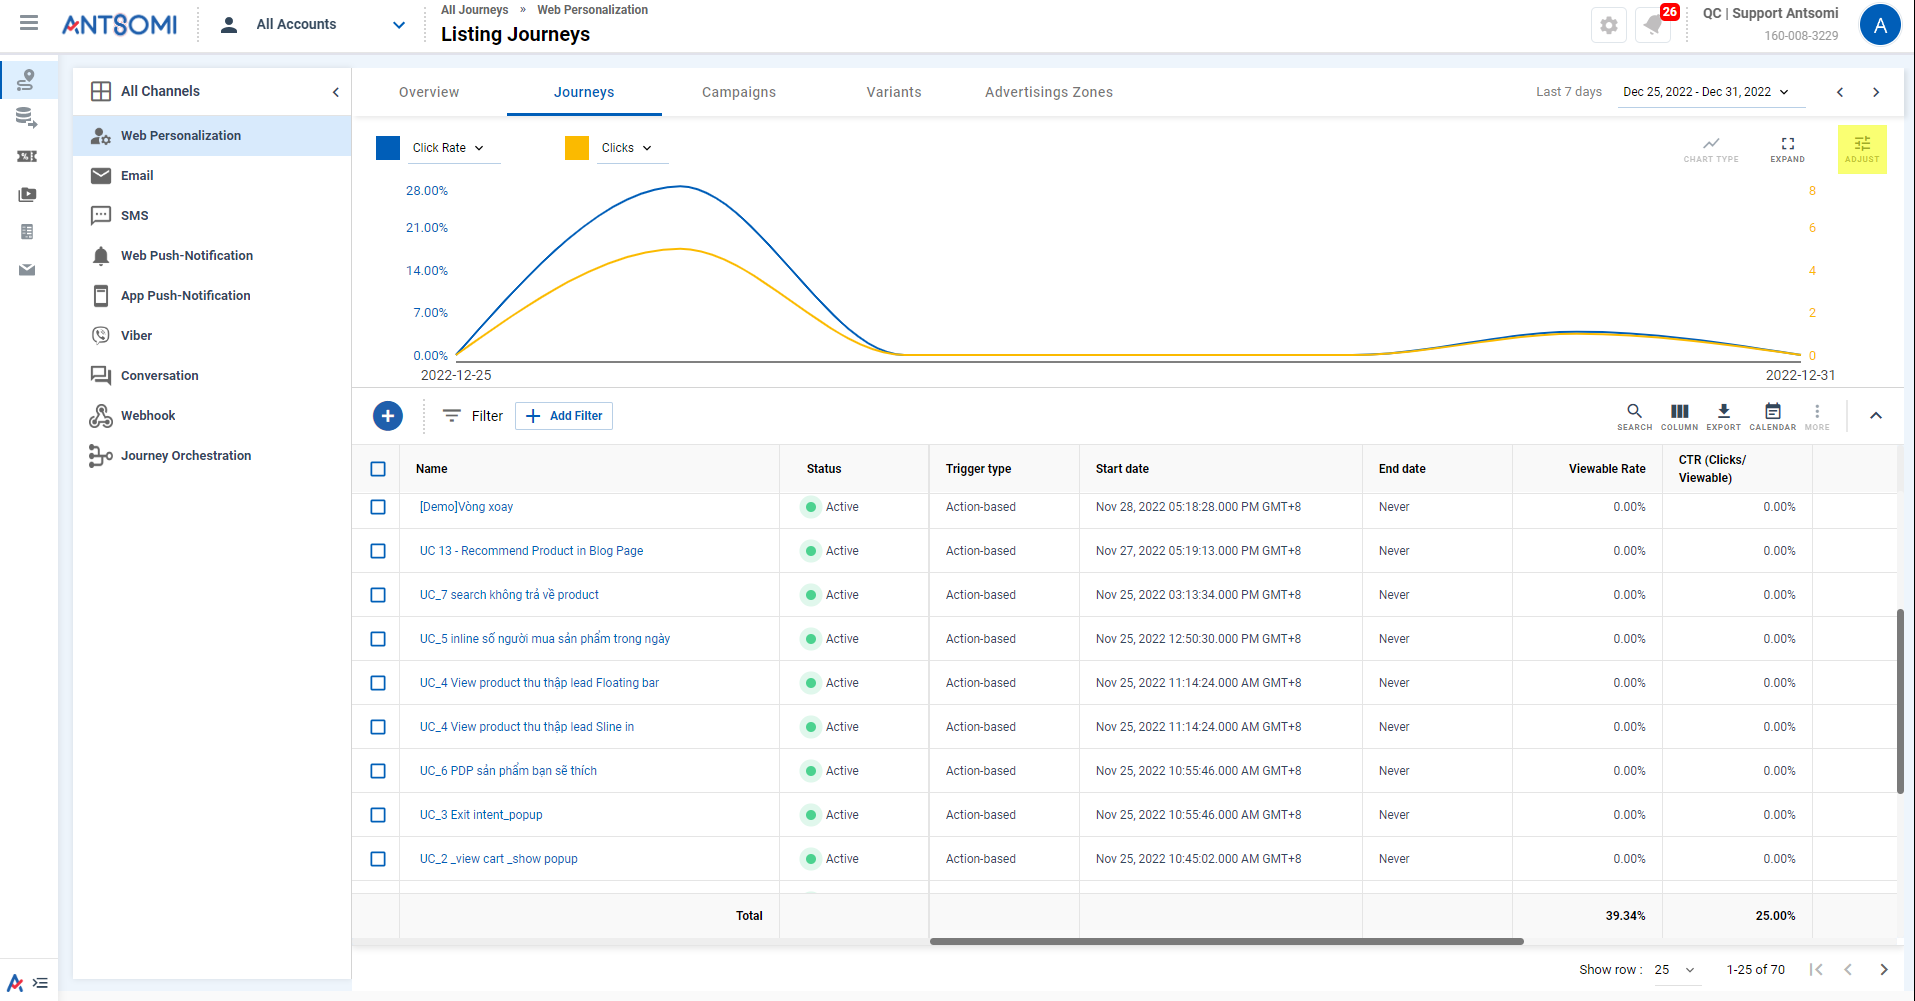 ANTSOMI
All Accounts
All Journeys » Web Personalization
Listing Journeys
26
QC | Support Antsomi
160-008-3229
A
All Channels
Web Personalization
Email
SMS
Web Push-Notification
App Push-Notification
Viber
Conversation
Webhook
Journey Orchestration
Overview
Journeys
Campaigns
Variants
Advertisings Zones
Last 7 days
Dec 25, 2022 - Dec 31, 2022
Click Rate
Clicks
CHART TYPE
EXPAND
ADJUST
28.00%
21.00%
14.00%
7.00%
0.00%
8
6
4
2
0
2022-12-25
2022-12-31
Filter
Add Filter
SEARCH
COLUMN
EXPORT
CALENDAR
MORE
Name Status Trigger type Start date End date Viewable Rate CTR (Clicks/
Viewable)
[Demo]Vòng xoay Active Action-based Nov 28, 2022 05:18:28.000 PM GMT+8 Never 0.00% 0.00%
UC 13 - Recommend Product in Blog Page Active Action-based Nov 27, 2022 05:19:13.000 PM GMT+8 Never 0.00% 0.00%
UC_7 search không trả về product Active Action-based Nov 25, 2022 03:13:34.000 PM GMT+8 Never 0.00% 0.00%
UC_5 inline số người mua sản phẩm trong ngày Active Action-based Nov 25, 2022 12:50:30.000 PM GMT+8 Never 0.00% 0.00%
UC_4 View product thu thập lead Floating bar Active Action-based Nov 25, 2022 11:14:24.000 AM GMT+8 Never 0.00% 0.00%
UC_4 View product thu thập lead Sline in Active Action-based Nov 25, 2022 11:14:24.000 AM GMT+8 Never 0.00% 0.00%
UC_6 PDP sản phẩm bạn sẽ thích Active Action-based Nov 25, 2022 10:55:46.000 AM GMT+8 Never 0.00% 0.00%
UC_3 Exit intent_popup Active Action-based Nov 25, 2022 10:55:46.000 AM GMT+8 Never 0.00% 0.00%
UC_2 _view cart _show popup Active Action-based Nov 25, 2022 10:45:02.000 AM GMT+8 Never 0.00% 0.00%
Total 39.34% 25.00%
Show row : 25 1-25 of 70